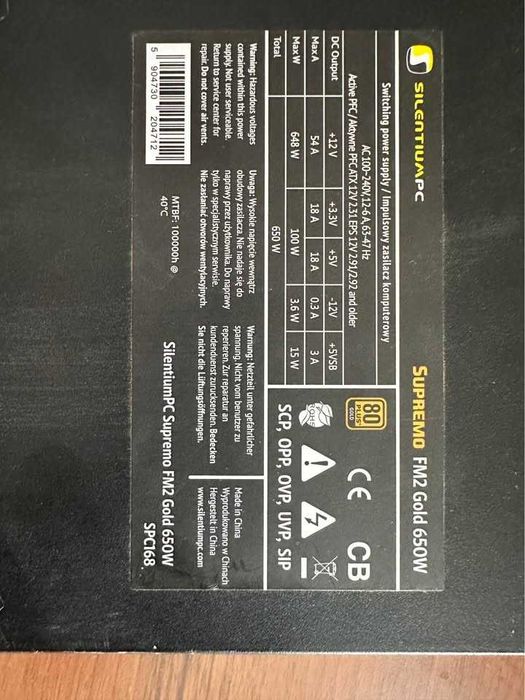 SILENTIUMPC
SUPREMO FM2 Gold 650W
Switching power supply / Impulsowy zasilacz komputerowy
AC 100~240V, 12-6 A, 63-47 Hz
Active PFC / Aktywne PFC ATX 12V 2.31 EPS 12V 2.91/2.92 and older
DC Output +12V +3.3V +5V -12V +5VSB
Max A 54 A 18 A 18 A 0.3 A 3 A
Max W 648 W 100 W 3.6 W 15 W
Total 650 W
80
PLUS
GOLD
CE
CB
SCP, OPP, OVP, UVP, SIP
Warning: Hazardous voltages
contained within this power
supply. Not user serviceable.
Return to service center for
repair. Do not cover air vents.
Uwaga: Wysokie napięcie wewnątrz
obudowy zasilacza. Nie nadaje się do
naprawy przez użytkownika. Do naprawy
tylko w specjalistycznym serwisie.
Nie zasłaniać otworów wentylacyjnych.
Warnung: Netzteil unter gefährlicher
spannung. Nicht vom benutzer zu
reperieren. Zur reparatur an
kundendienst zurucksenden. Bedecken
Sie nicht die Lüftungsöffnungen.
Made in China
Wyprodukowano w Chinach
Hergestellt in China
www.silentiumpc.com
5 904730 204712
MTBF: 100000h @
40°C
SilentiumPC Supremo FM2 Gold 650W
SPC168